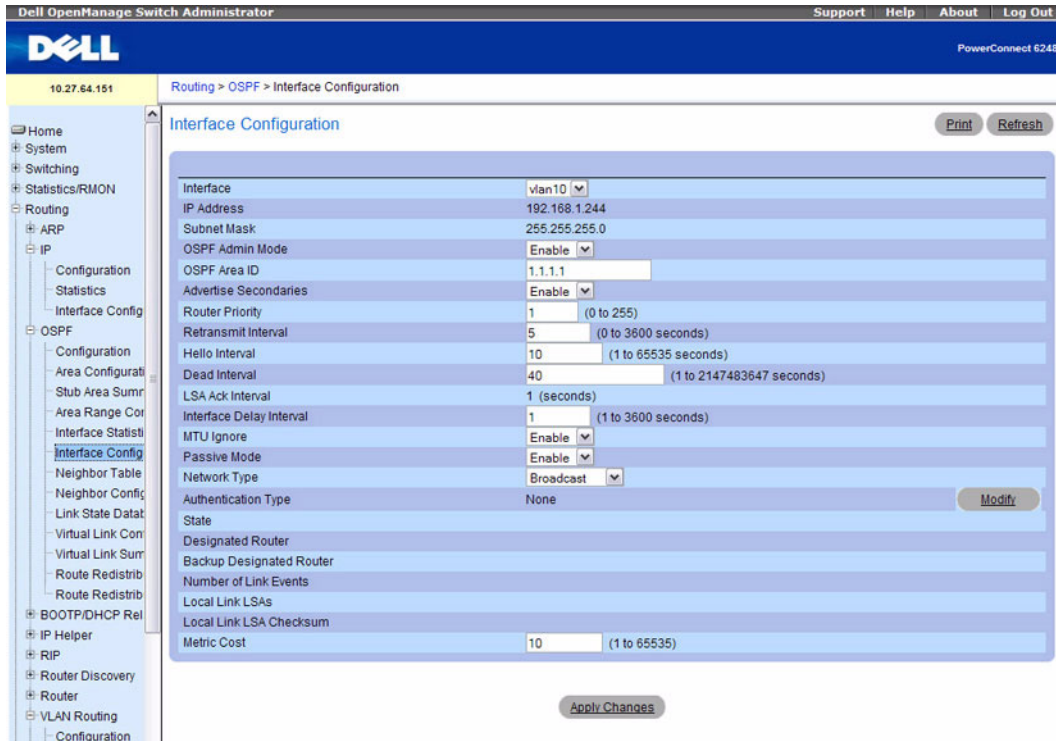 Dell OpenManage Switch Administrator Support Help About Log Out
DELL
PowerConnect 6248
10.27.64.151
Routing > OSPF > Interface Configuration
Home
System
Switching
Statistics/RMON
Routing
ARP
IP
Configuration
Statistics
Interface Config
OSPF
Configuration
Area Configurati
Stub Area Summ
Area Range Con
Interface Statisti
Interface Config
Neighbor Table
Neighbor Config
Link State Datab
Virtual Link Con
Virtual Link Sum
Route Redistrib
Route Redistrib
BOOTP/DHCP Rel
IP Helper
RIP
Router Discovery
Router
VLAN Routing
Configuration
Interface Configuration
Print Refresh
Interface vlan10
IP Address 192.168.1.244
Subnet Mask 255.255.255.0
OSPF Admin Mode Enable
OSPF Area ID 1.1.1.1
Advertise Secondaries Enable
Router Priority 1 (0 to 255)
Retransmit Interval 5 (0 to 3600 seconds)
Hello Interval 10 (1 to 65535 seconds)
Dead Interval 40 (1 to 2147483647 seconds)
LSA Ack Interval 1 (seconds)
Interface Delay Interval 1 (1 to 3600 seconds)
MTU Ignore Enable
Passive Mode Enable
Network Type Broadcast
Authentication Type None Modify
State
Designated Router
Backup Designated Router
Number of Link Events
Local Link LSAs
Local Link LSA Checksum
Metric Cost 10 (1 to 65535)
Apply Changes